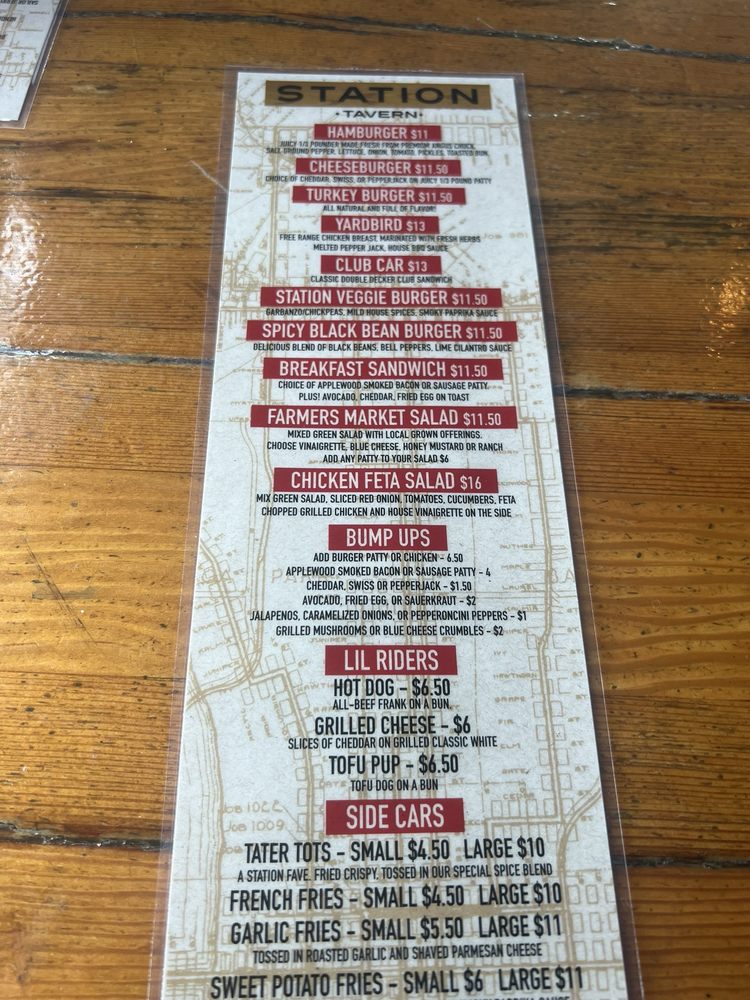 STATION
•TAVERN•
HAMBURGER $11
JUICY 1/3 POUNDER MADE FRESH FROM PREMIUM ANGUS CHUCK,
SALT, GROUND PEPPER, LETTUCE, ONION, TOMATO, PICKLES, TOASTED BUN
CHEESEBURGER $11.50
CHOICE OF CHEDDAR, SWISS, OR PEPPERJACK ON JUICY 1/3 POUND PATTY
TURKEY BURGER $11.50
ALL NATURAL AND FULL OF FLAVOR!
YARDBIRD $13
FREE RANGE CHICKEN BREAST, MARINATED WITH FRESH HERBS
MELTED PEPPER JACK, HOUSE BBQ SAUCE
CLUB CAR $13
CLASSIC DOUBLE DECKER CLUB SANDWICH
STATION VEGGIE BURGER $11.50
GARBANZO/CHICKPEAS, MILD HOUSE SPICES, SMOKY PAPRIKA SAUCE
SPICY BLACK BEAN BURGER $11.50
DELICIOUS BLEND OF BLACK BEANS, BELL PEPPERS, LIME CILANTRO SAUCE
BREAKFAST SANDWICH $11.50
CHOICE OF APPLEWOOD SMOKED BACON OR SAUSAGE PATTY
PLUS! AVOCADO, CHEDDAR, FRIED EGG ON TOAST
FARMERS MARKET SALAD $11.50
MIXED GREEN SALAD WITH LOCAL GROWN OFFERINGS.
CHOOSE VINAIGRETTE, BLUE CHEESE, HONEY MUSTARD OR RANCH
ADD ANY PATTY TO YOUR SALAD $6
CHICKEN FETA SALAD $16
MIX GREEN SALAD, SLICED RED ONION, TOMATOES, CUCUMBERS, FETA
CHOPPED GRILLED CHICKEN AND HOUSE VINAIGRETTE ON THE SIDE
BUMP UPS
ADD BURGER PATTY OR CHICKEN - 6.50
APPLEWOOD SMOKED BACON OR SAUSAGE PATTY - 4
CHEDDAR, SWISS OR PEPPERJACK - $1.50
AVOCADO, FRIED EGG, OR SAUERKRAUT - $2
JALAPENOS, CARAMELIZED ONIONS, OR PEPPERONCINI PEPPERS - $1
GRILLED MUSHROOMS OR BLUE CHEESE CRUMBLES - $2
LIL RIDERS
HOT DOG - $6.50
ALL-BEEF FRANK ON A BUN
GRILLED CHEESE - $6
SLICES OF CHEDDAR ON GRILLED CLASSIC WHITE
TOFU PUP - $6.50
TOFU DOG ON A BUN
Job 1022
Job 1009
SIDE CARS
TATER TOTS - SMALL $4.50 LARGE $10
A STATION FAVE. FRIED CRISPY, TOSSED IN OUR SPECIAL SPICE BLEND
FRENCH FRIES - SMALL $4.50 LARGE $10
GARLIC FRIES - SMALL $5.50 LARGE $11
TOSSED IN ROASTED GARLIC AND SHAVED PARMESAN CHEESE
SWEET POTATO FRIES - SMALL $6 LARGE $11